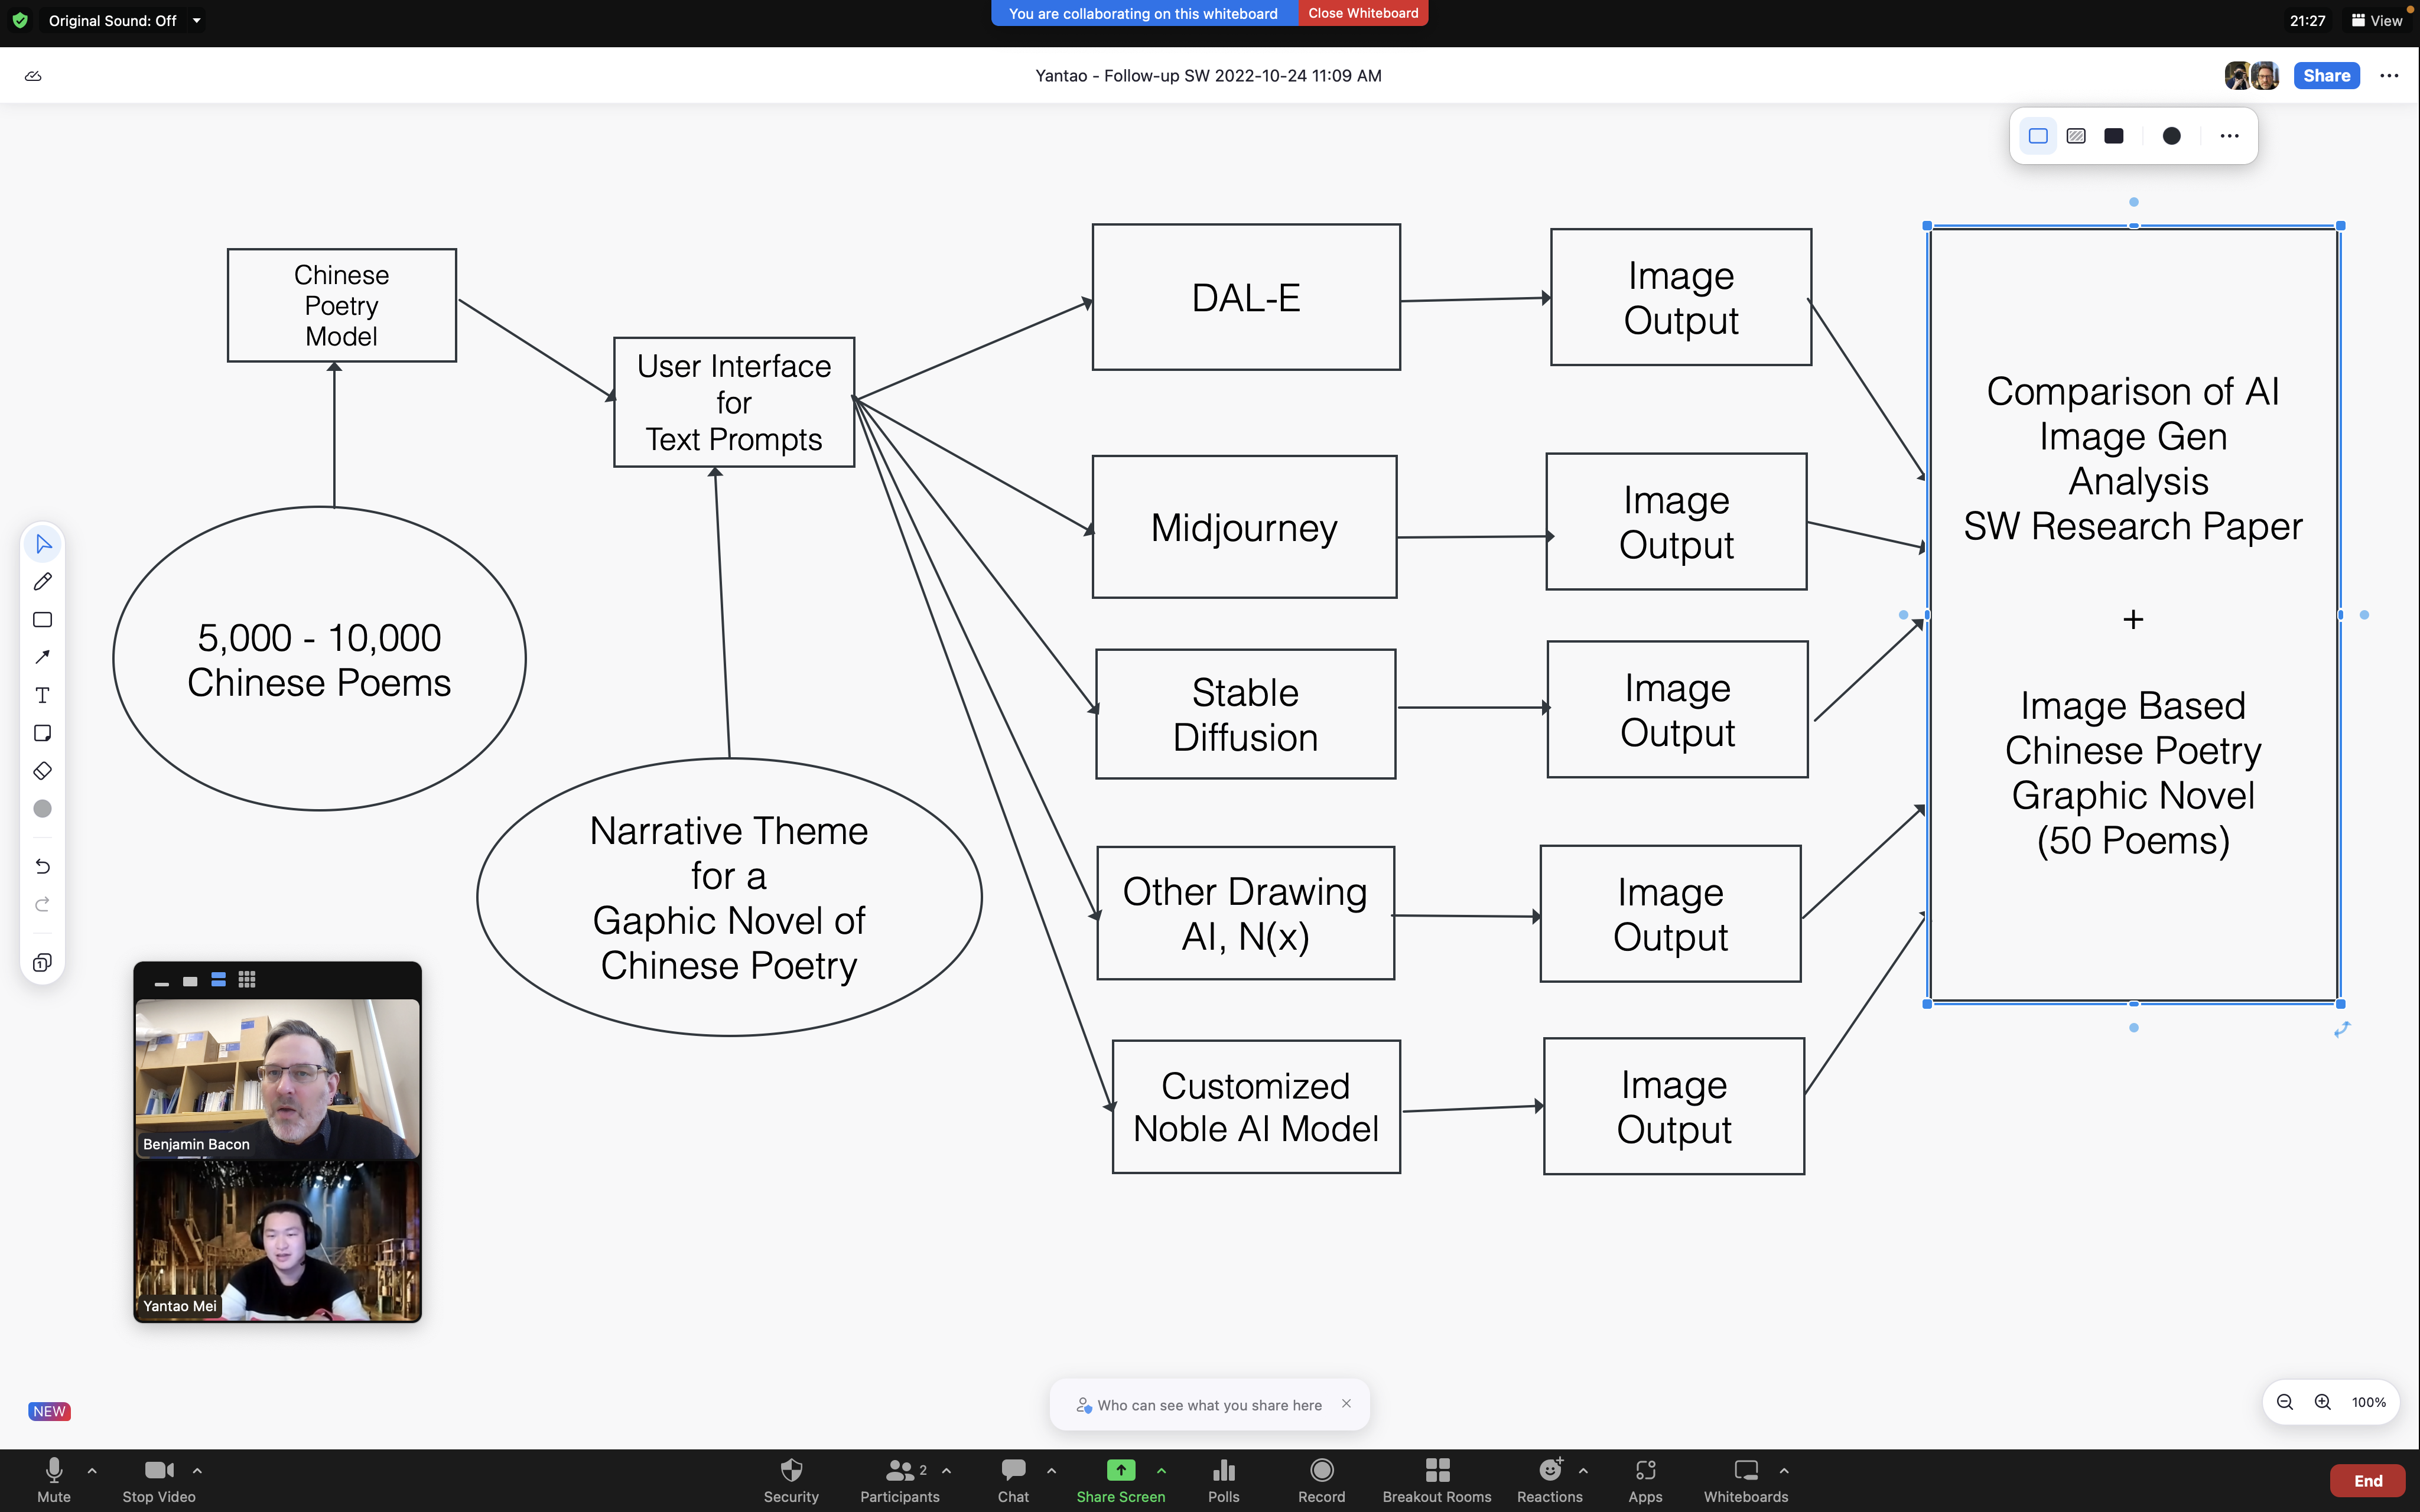 Original Sound: Off
You are collaborating on this whiteboard
Close Whiteboard
21:27
View
Yantao - Follow-up SW 2022-10-24 11:09 AM
Share
Chinese
Poetry
Model
User Interface
for
Text Prompts
5,000 - 10,000
Chinese Poems
Narrative Theme
for a
Gaphic Novel of
Chinese Poetry
DAL-E
Image
Output
Midjourney
Image
Output
Stable
Diffusion
Image
Output
Other Drawing
AI, N(x)
Image
Output
Customized
Noble AI Model
Image
Output
Comparison of AI
Image Gen
Analysis
SW Research Paper
+
Image Based
Chinese Poetry
Graphic Novel
(50 Poems)
T
1
Benjamin Bacon
Yantao Mei
NEW
Who can see what you share here
100%
Mute
Stop Video
Security
Participants
2
Chat
Share Screen
Polls
Record
Breakout Rooms
Reactions
Apps
Whiteboards
End